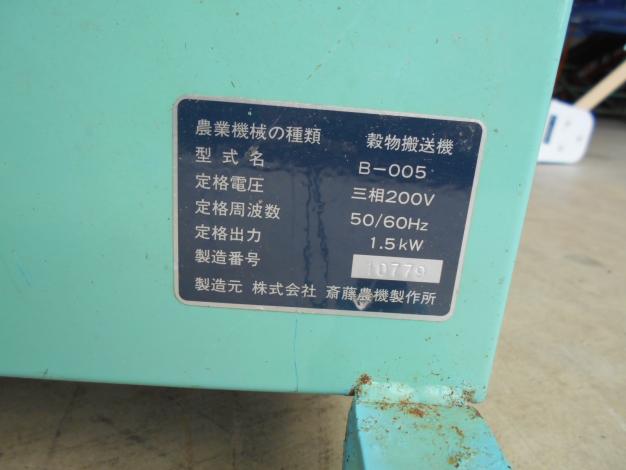 農業機械の種類 穀物搬送機
型式名 B-005
定格電圧 三相200V
定格周波数 50/60Hz
定格出力 1.5kW
製造番号 10779
製造元 株式会社 斎藤農機製作所